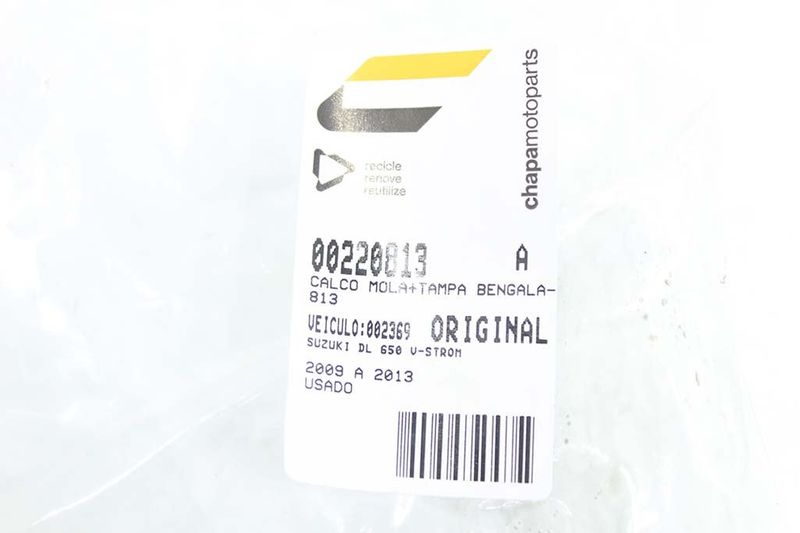 chapamotoparts
recicle
renove
reutilize
00220813 A
CALCO MOLA+TAMPA BENGALA-
813
VEICULO:002369 ORIGINAL
SUZUKI DL 650 V-STROM
2009 A 2013
USADO